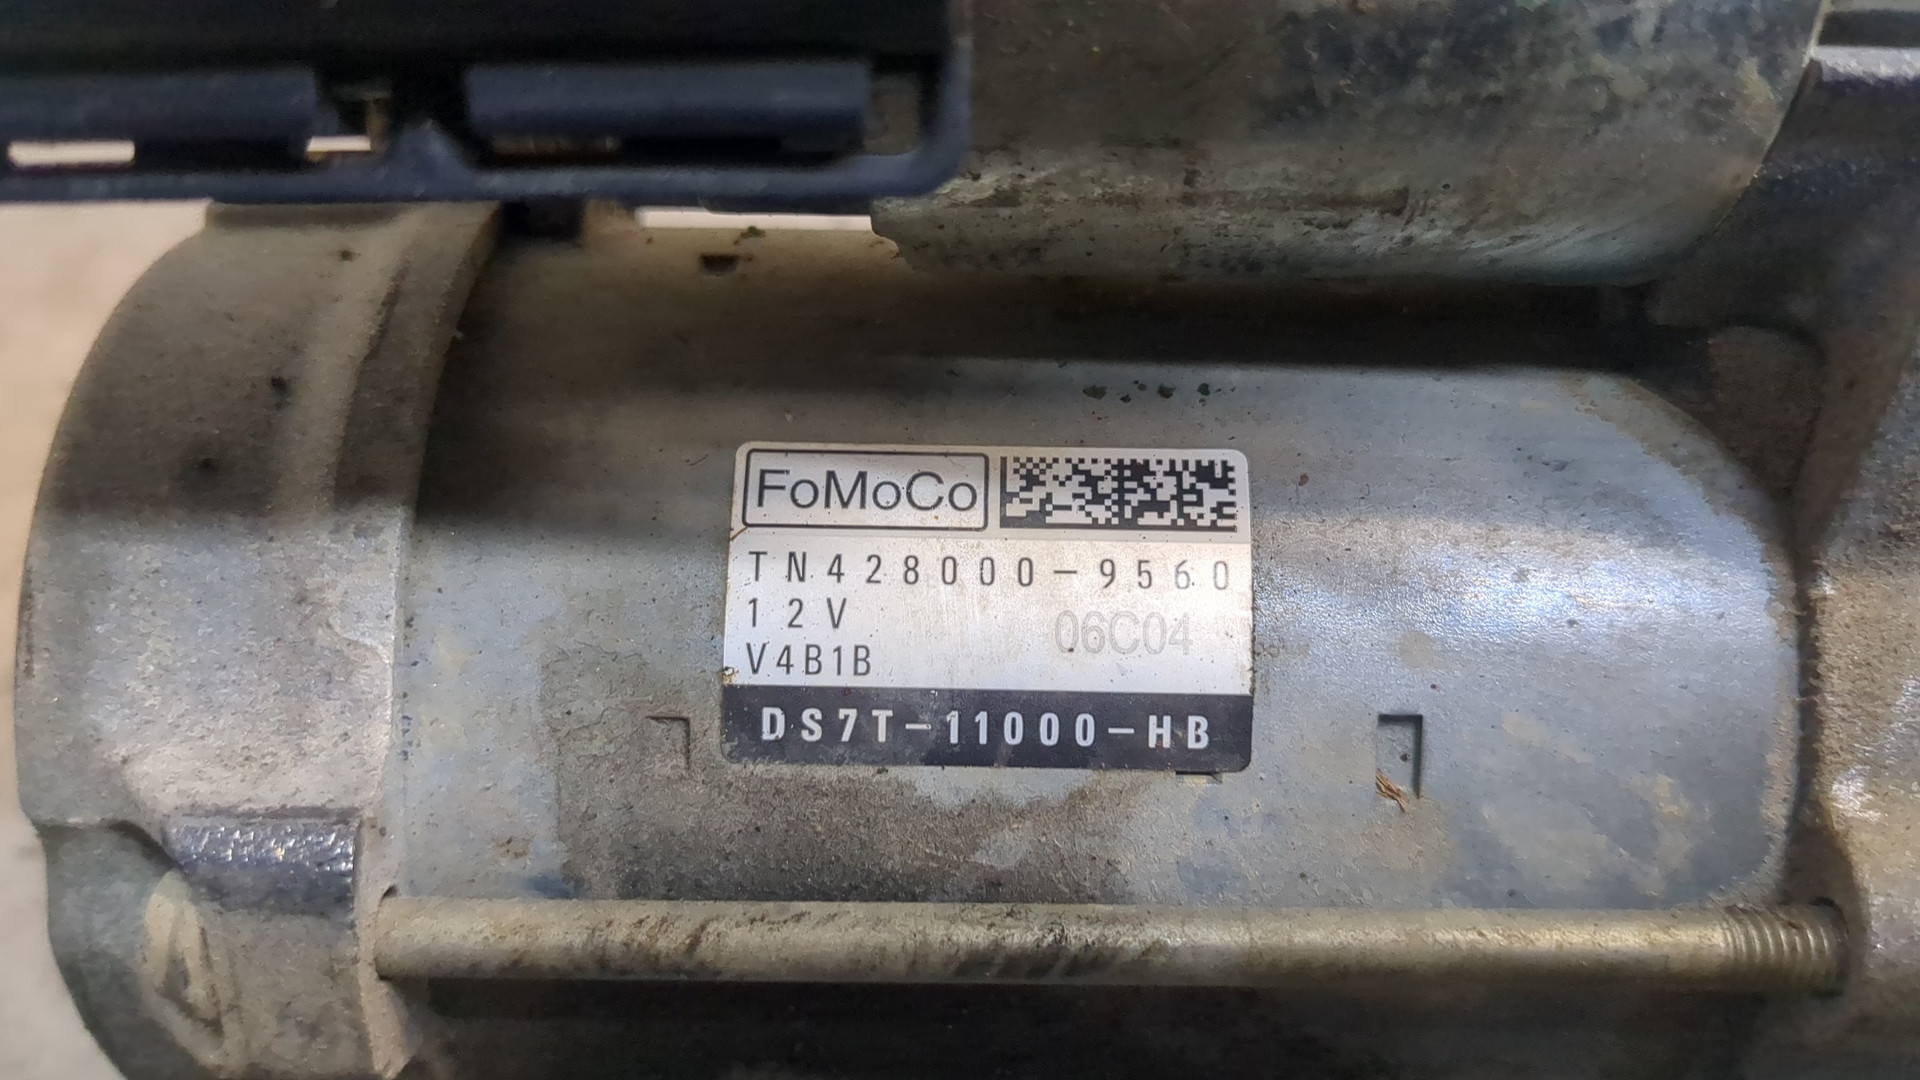 FoMoCo
TN428000-9560
12V
06C04
V4B1B
DS7T-11000-HB